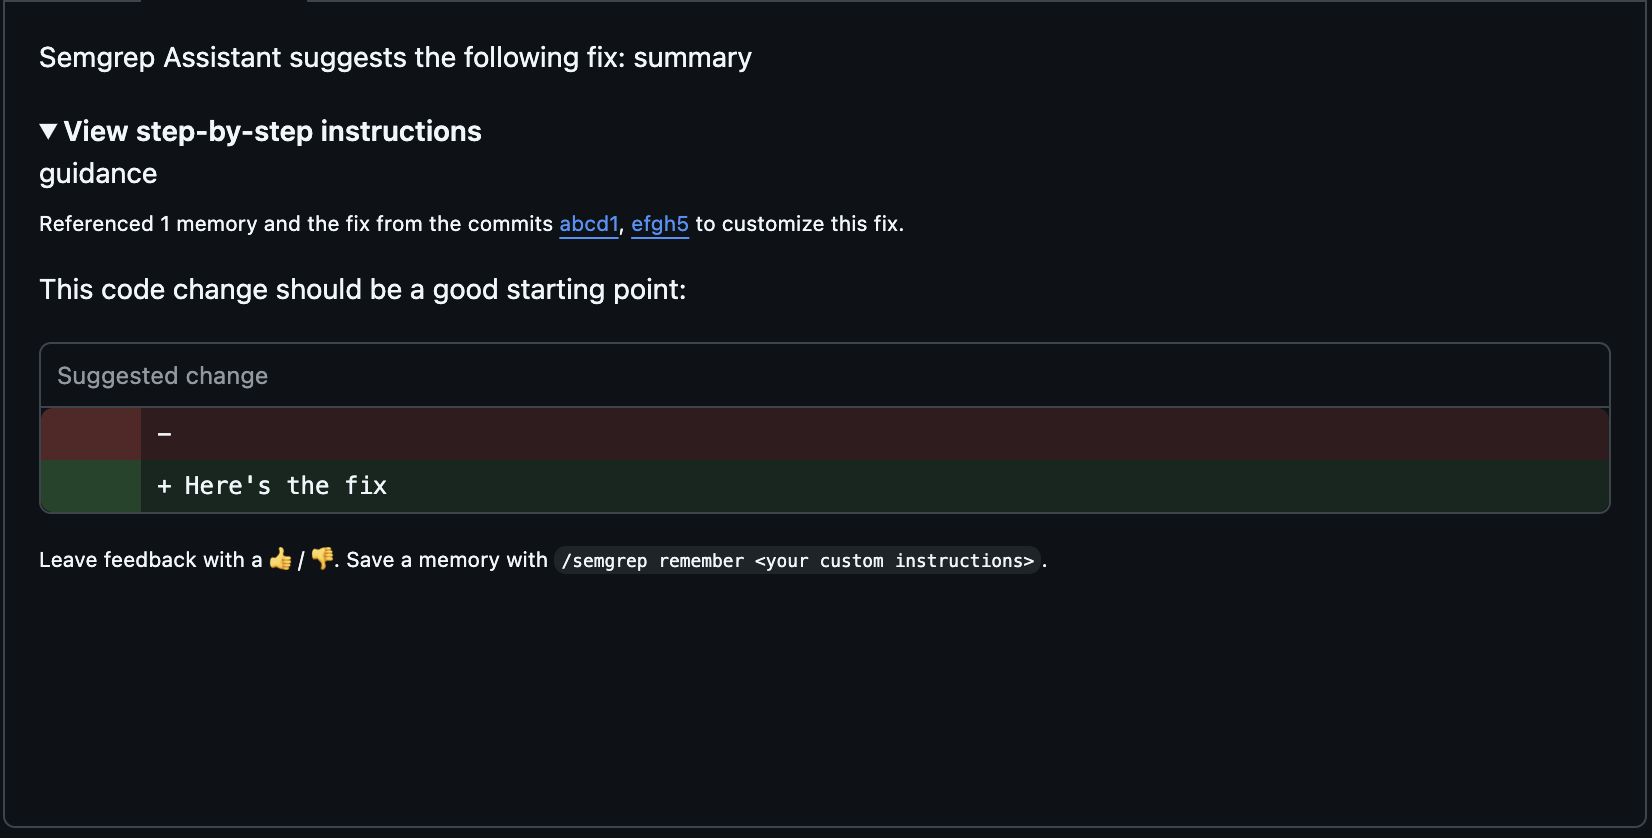 Semgrep Assistant suggests the following fix: summary
▼ View step-by-step instructions
guidance
Referenced 1 memory and the fix from the commits abcd1, efgh5 to customize this fix.
This code change should be a good starting point:
Suggested change
−
+ Here's the fix
Leave feedback with a 👍 / 👎. Save a memory with /semgrep remember <your custom instructions>.